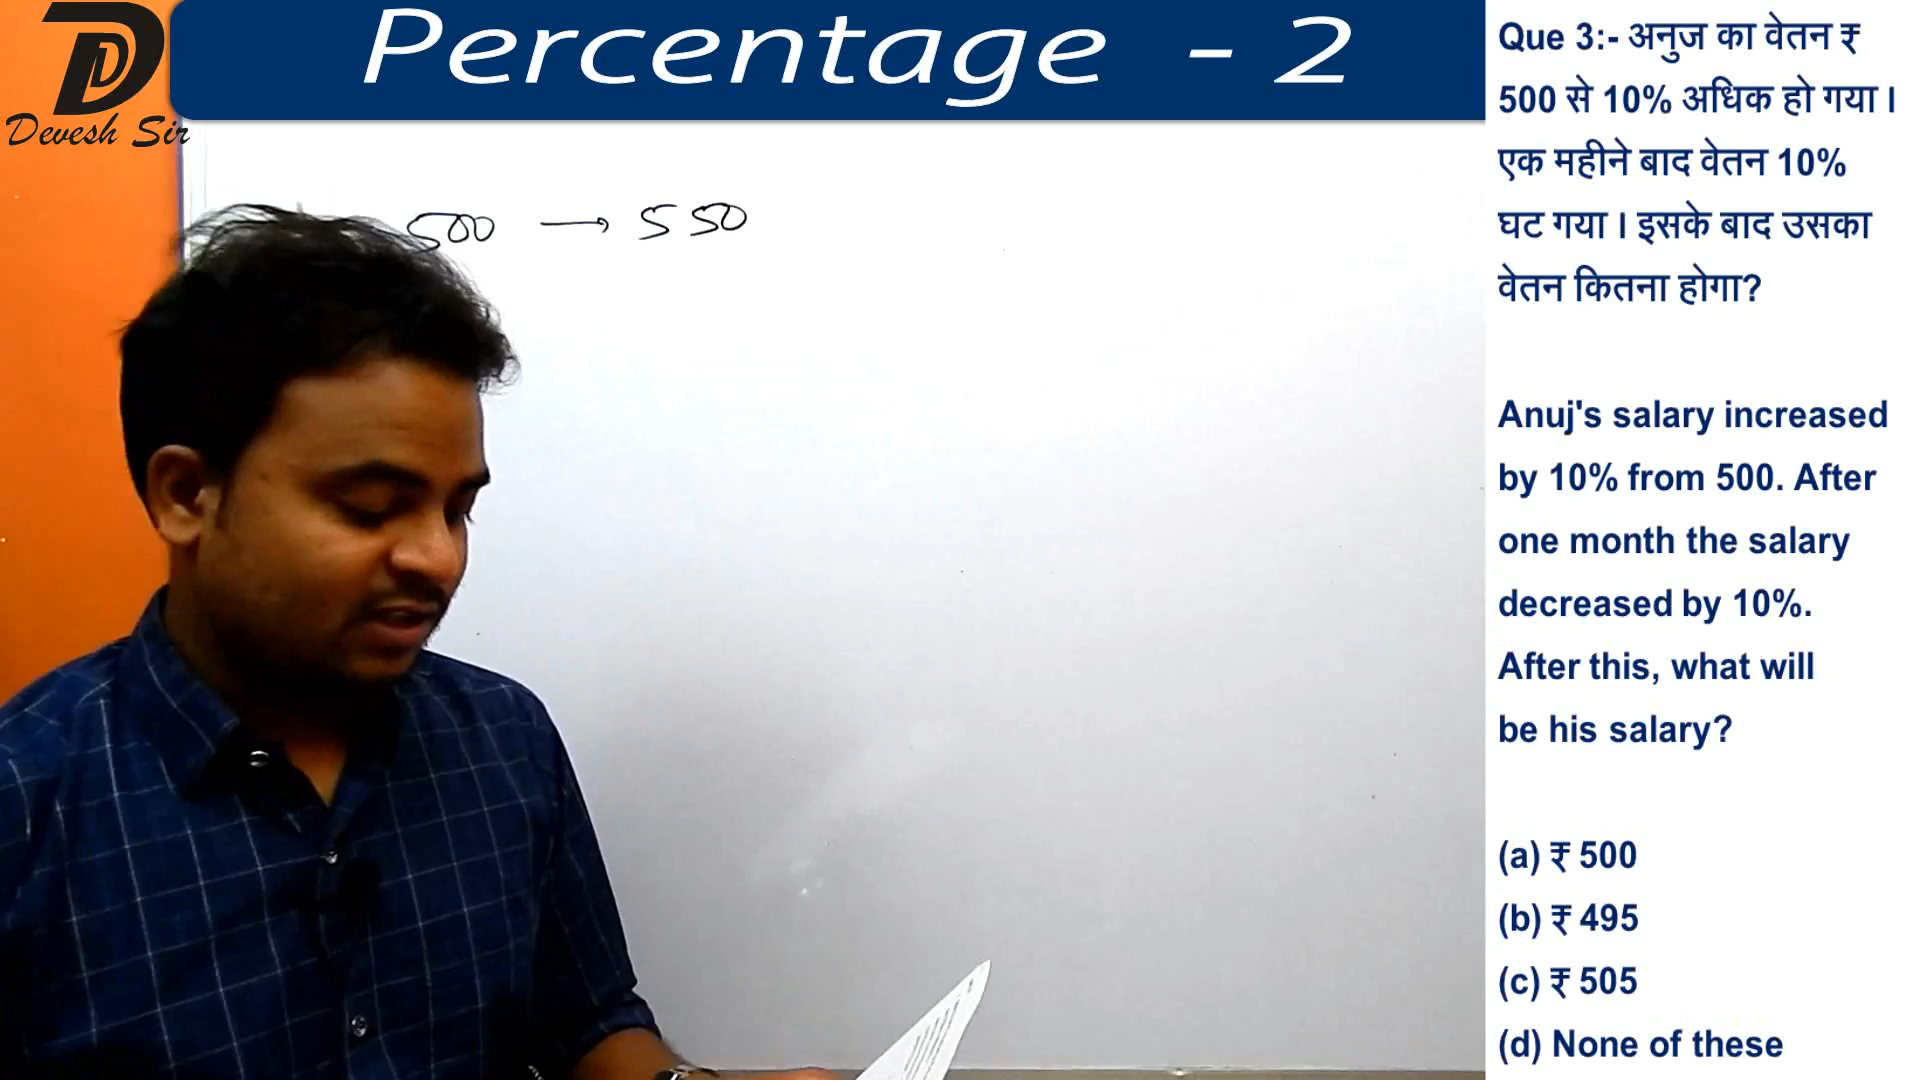 Devesh Sir
Percentage - 2
500 → 550
Que 3:- अनुज का वेतन ₹
500 से 10% अधिक हो गया ।
एक महीने बाद वेतन 10%
घट गया । इसके बाद उसका
वेतन कितना होगा?
Anuj's salary increased
by 10% from 500. After
one month the salary
decreased by 10%.
After this, what will
be his salary?
(a) ₹ 500
(b) ₹ 495
(c) ₹ 505
(d) None of these